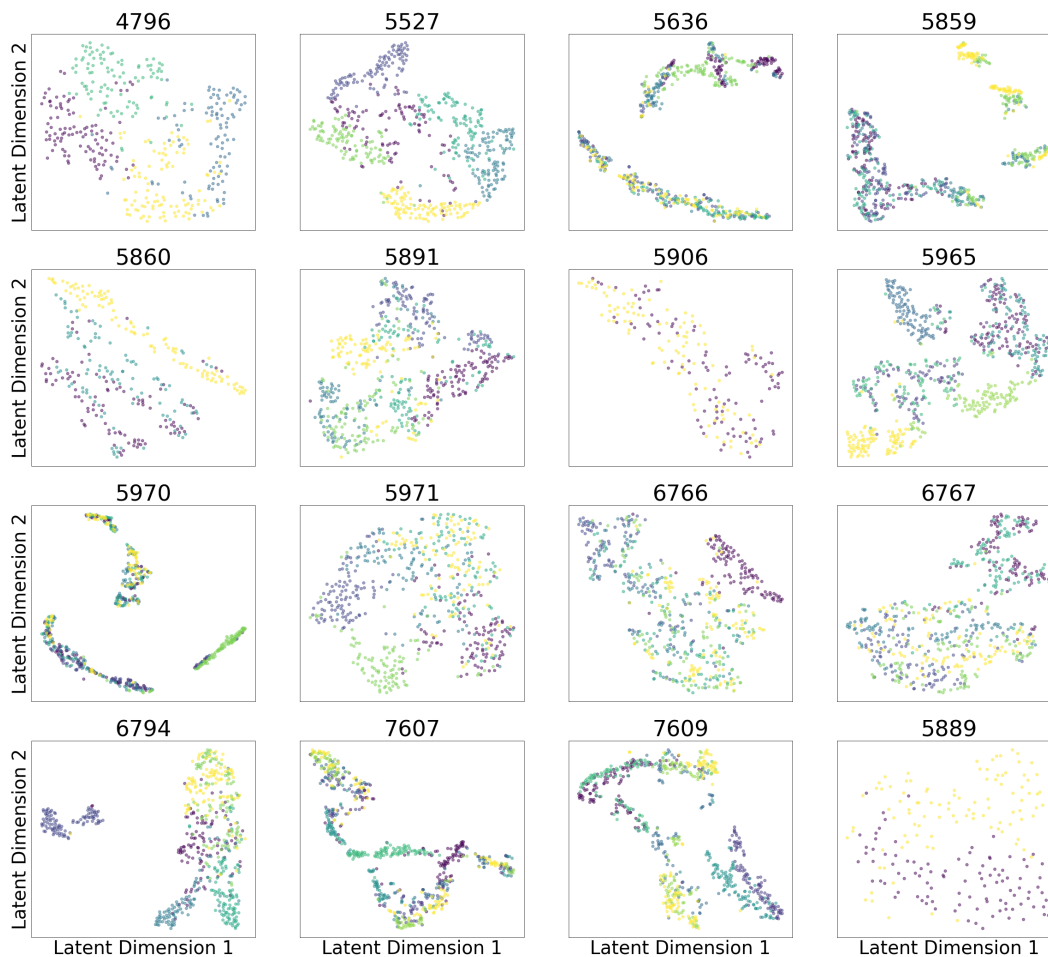 4796 5527 5636 5859
Latent Dimension 2
5860 5891 5906 5965
Latent Dimension 2
5970 5971 6766 6767
Latent Dimension 2
6794 7607 7609 5889
Latent Dimension 2
Latent Dimension 1 Latent Dimension 1 Latent Dimension 1 Latent Dimension 1